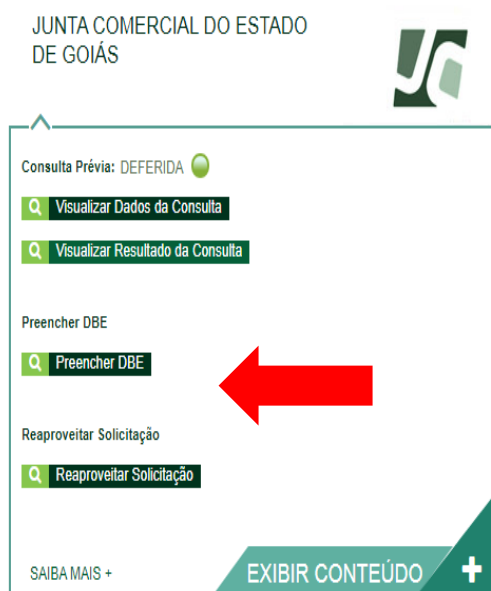 JUNTA COMERCIAL DO ESTADO
DE GOIÁS
Consulta Prévia: DEFERIDA
Visualizar Dados da Consulta
Visualizar Resultado da Consulta
Preencher DBE
Preencher DBE
Reaproveitar Solicitação
Reaproveitar Solicitação
SAIBA MAIS +
EXIBIR CONTEÚDO +